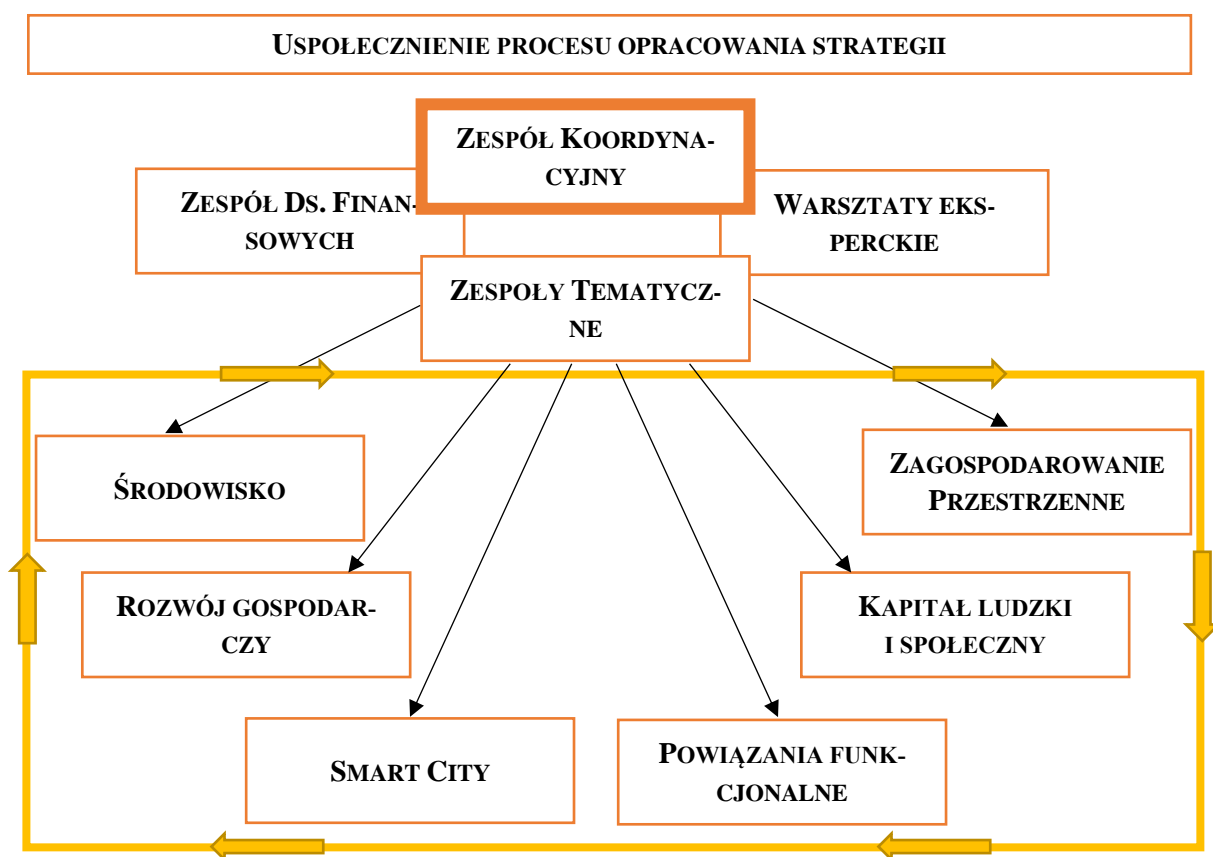 USPOŁECZNIENIE PROCESU OPRACOWANIA STRATEGII
ZESPÓŁ KOORDYNA-
CYJNY
ZESPÓŁ DS. FINAN-
SOWYCH
WARSZTATY EKS-
PERCKIE
ZESPOŁY TEMATYCZ-
NE
ŚRODOWISKO
ZAGOSPODAROWANIE
PRZESTRZENNE
ROZWÓJ GOSPODAR-
CZY
KAPITAŁ LUDZKI
I SPOŁECZNY
SMART CITY
POWIĄZANIA FUNK-
CJONALNE